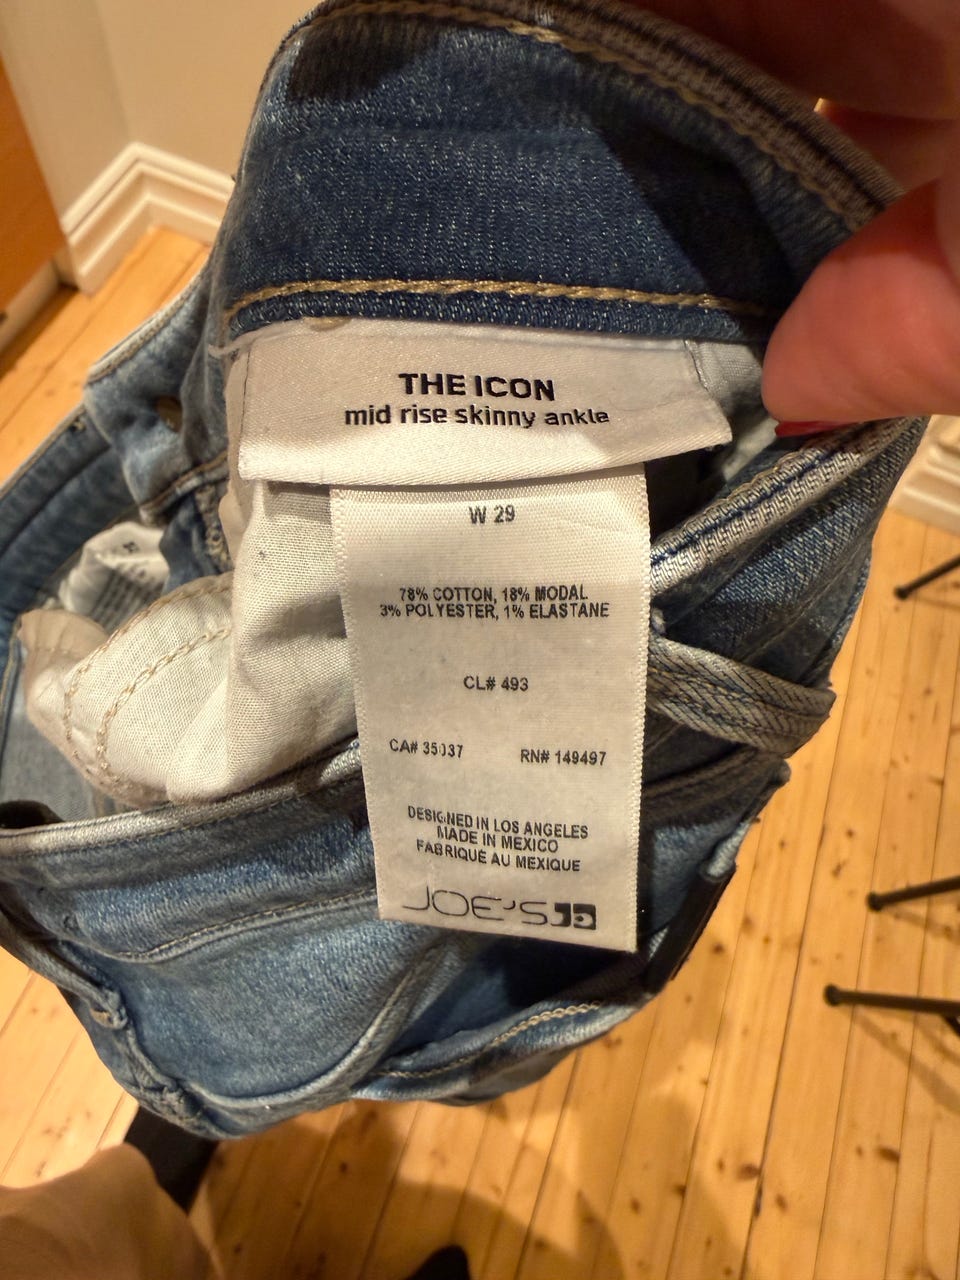 THE ICON
mid rise skinny ankle
W 29
78% COTTON, 18% MODAL
3% POLYESTER, 1% ELASTANE
CL# 493
CA# 35037 RN# 149497
DESIGNED IN LOS ANGELES
MADE IN MEXICO
FABRIQUÉ AU MEXIQUE
JOE'S